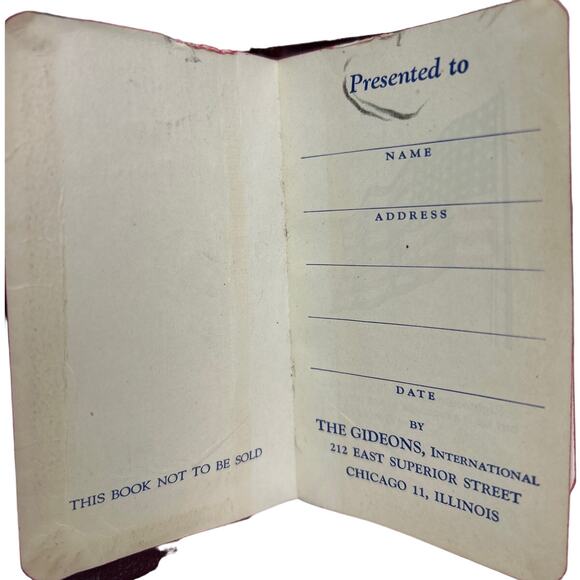 THIS BOOK NOT TO BE SOLD
Presented to
NAME
ADDRESS
DATE
BY
THE GIDEONS, INTERNATIONAL
212 EAST SUPERIOR STREET
CHICAGO 11, ILLINOIS